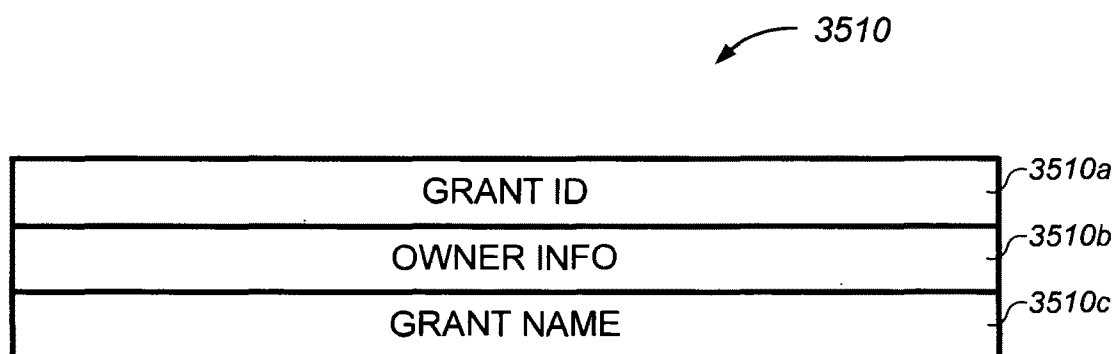 3510
GRANT ID
3510a
OWNER INFO
3510b
GRANT NAME
3510c